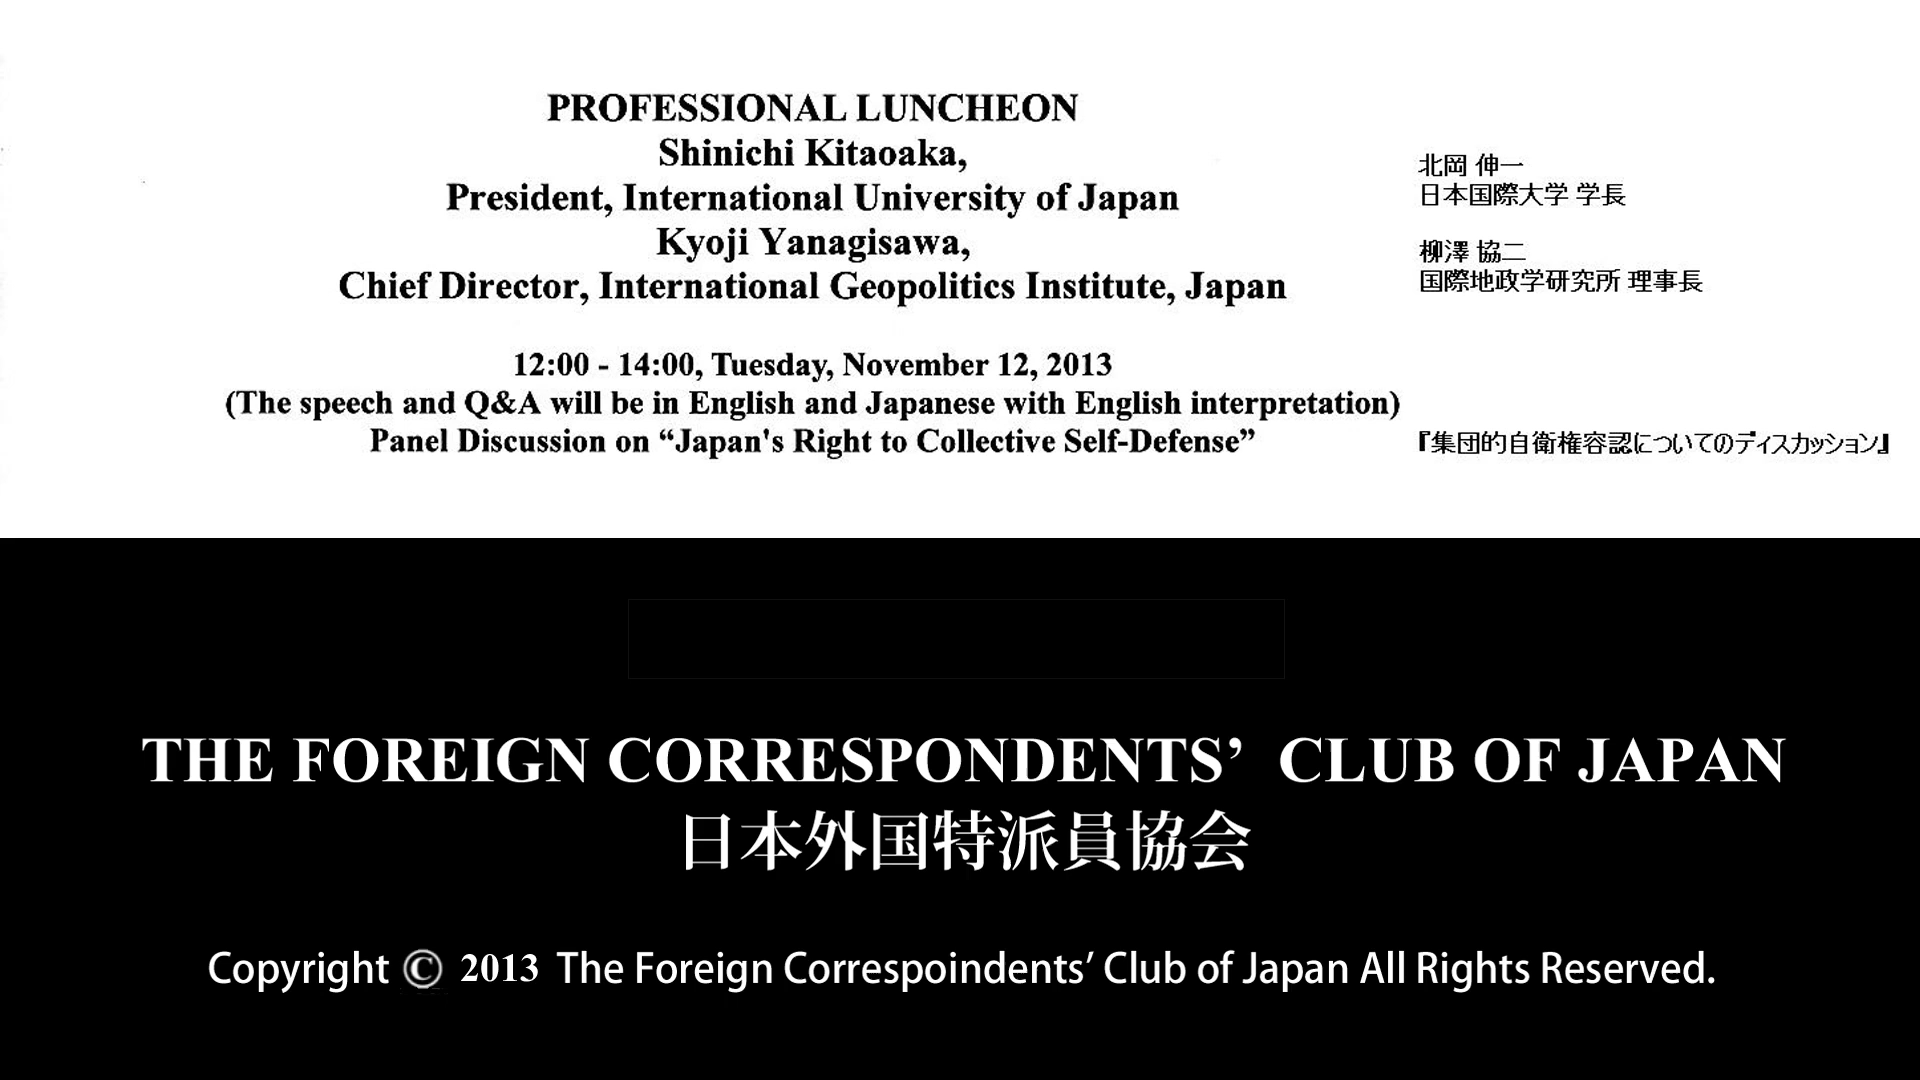 PROFESSIONAL LUNCHEON
Shinichi Kitaoaka,
President, International University of Japan
Kyoji Yanagisawa,
Chief Director, International Geopolitics Institute, Japan
北岡 伸一
日本国際大学 学長
柳澤 協二
国際地政学研究所 理事長
12:00 - 14:00, Tuesday, November 12, 2013
(The speech and Q&A will be in English and Japanese with English interpretation)
Panel Discussion on “Japan's Right to Collective Self-Defense”
『集団的自衛権容認についてのディスカッション』
THE FOREIGN CORRESPONDENTS’ CLUB OF JAPAN
日本外国特派員協会
Copyright © 2013 The Foreign Correspoindents’ Club of Japan All Rights Reserved.